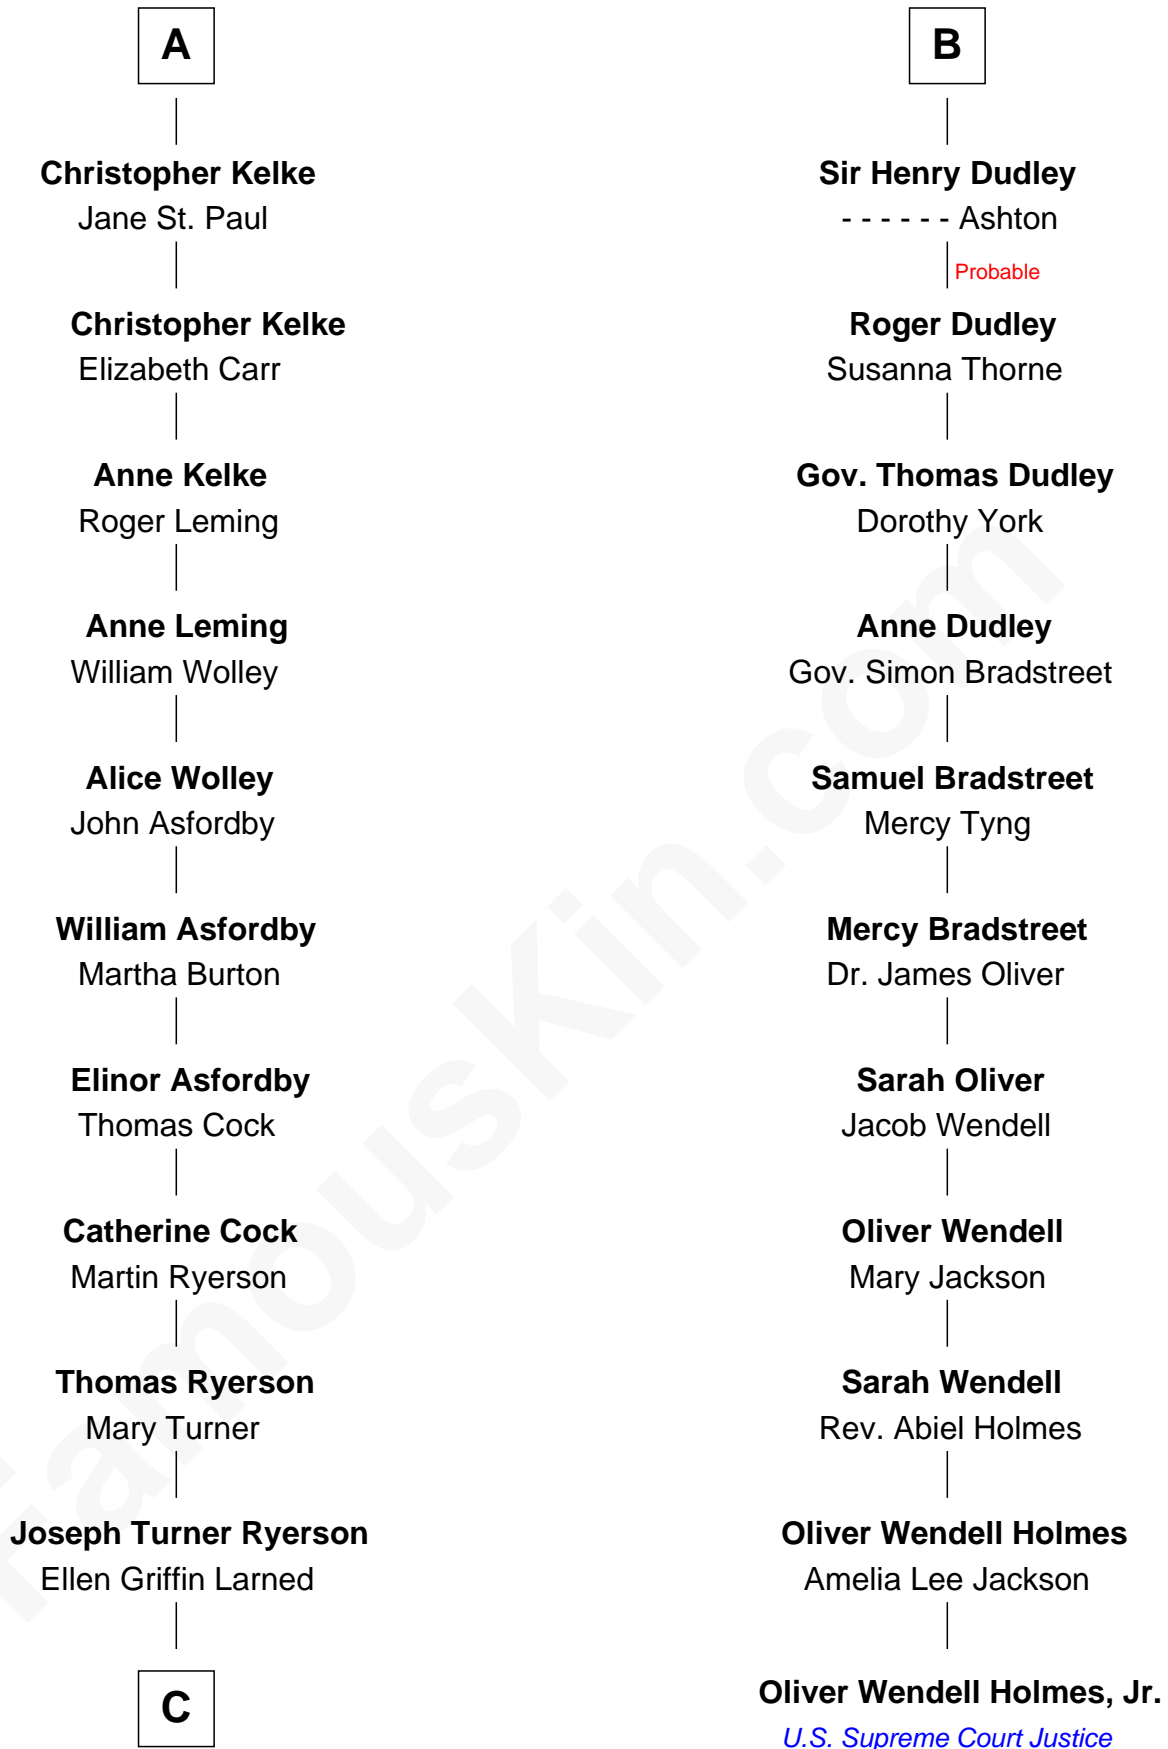 A
Christopher Kelke
Jane St. Paul
Christopher Kelke
Elizabeth Carr
Anne Kelke
Roger Leming
Anne Leming
William Wolley
Alice Wolley
John Asfordby
William Asfordby
Martha Burton
Elinor Asfordby
Thomas Cock
Catherine Cock
Martin Ryerson
Thomas Ryerson
Mary Turner
Joseph Turner Ryerson
Ellen Griffin Larned
C
B
Sir Henry Dudley
- - - - - - Ashton
Probable
Roger Dudley
Susanna Thorne
Gov. Thomas Dudley
Dorothy York
Anne Dudley
Gov. Simon Bradstreet
Samuel Bradstreet
Mercy Tyng
Mercy Bradstreet
Dr. James Oliver
Sarah Oliver
Jacob Wendell
Oliver Wendell
Mary Jackson
Sarah Wendell
Rev. Abiel Holmes
Oliver Wendell Holmes
Amelia Lee Jackson
Oliver Wendell Holmes, Jr.
U.S. Supreme Court Justice
FamousKin.com